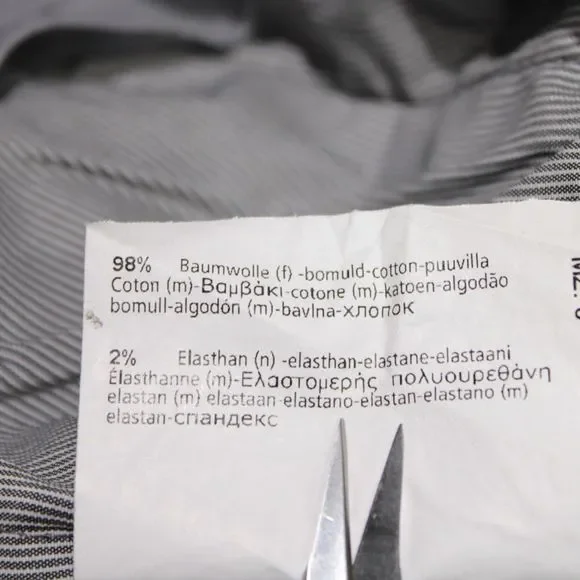 98% Baumwolle (f) -bomuld-cotton-puuvilla
Coton (m)-Βαμβάκι-cotone (m)-katoen-algodão
bomull-algodón (m)-bavlna-хлопок
2% Elasthan (n) -elasthan-elastane-elastaani
Élasthanne (m)-Ελαστομερής πολυουρεθάνη
elastan (m) elastaan-elastano-elastan-elastano (m)
elastan-спандекс